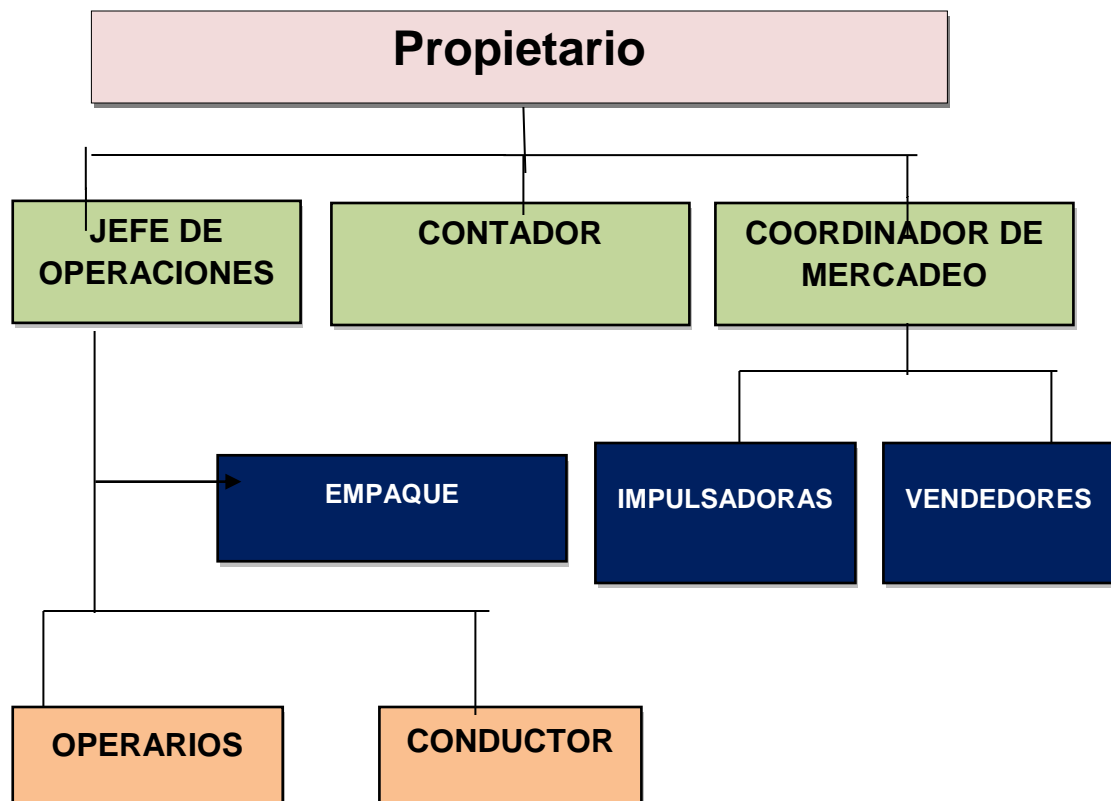 Propietario
JEFE DE
OPERACIONES
CONTADOR
COORDINADOR DE
MERCADEO
EMPAQUE
IMPULSADORAS
VENDEDORES
OPERARIOS
CONDUCTOR